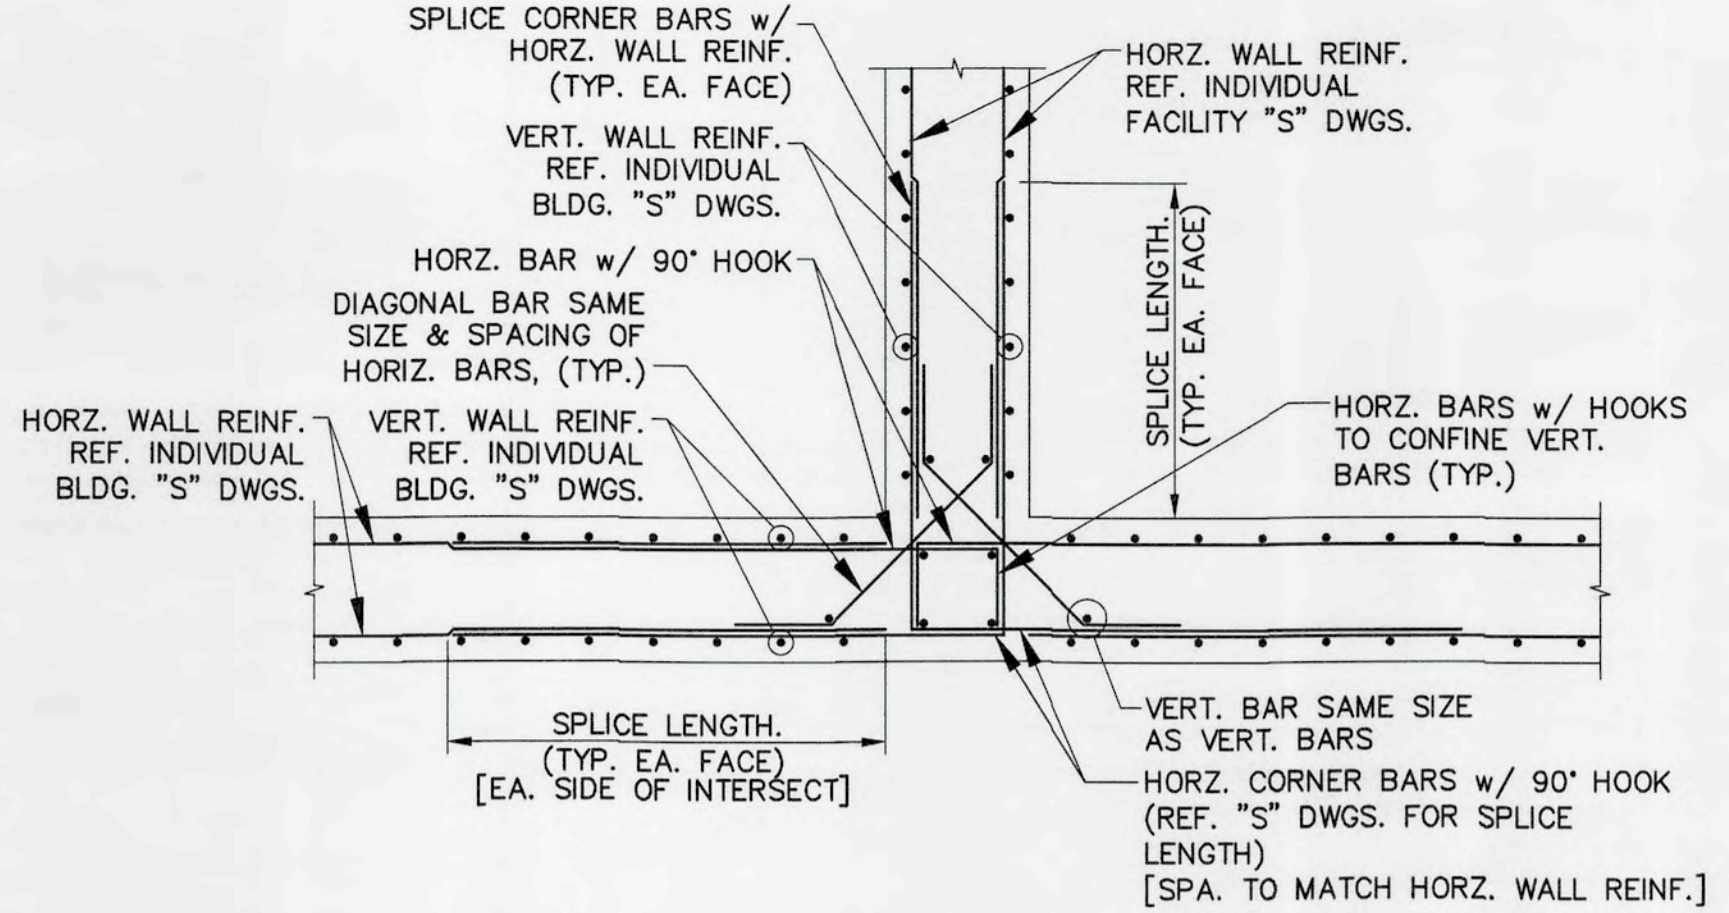 SPLICE CORNER BARS w/
HORZ. WALL REINF.
(TYP. EA. FACE)
HORZ. WALL REINF.
REF. INDIVIDUAL
FACILITY "S" DWGS.
VERT. WALL REINF.
REF. INDIVIDUAL
BLDG. "S" DWGS.
HORZ. BAR w/ 90° HOOK
DIAGONAL BAR SAME
SIZE & SPACING OF
HORIZ. BARS, (TYP.)
SPLICE LENGTH.
(TYP. EA. FACE)
HORZ. WALL REINF.
REF. INDIVIDUAL
BLDG. "S" DWGS.
VERT. WALL REINF.
REF. INDIVIDUAL
BLDG. "S" DWGS.
HORZ. BARS w/ HOOKS
TO CONFINE VERT.
BARS (TYP.)
SPLICE LENGTH.
(TYP. EA. FACE)
[EA. SIDE OF INTERSECT]
VERT. BAR SAME SIZE
AS VERT. BARS
HORZ. CORNER BARS w/ 90° HOOK
(REF. "S" DWGS. FOR SPLICE
LENGTH)
[SPA. TO MATCH HORZ. WALL REINF.]